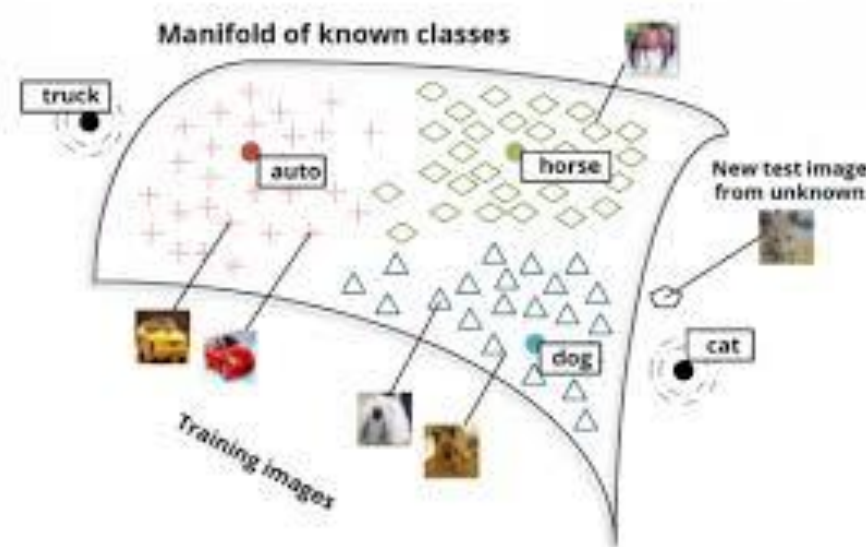 Manifold of known classes
truck
auto
horse
New test image
from unknown
cat
dog
Training images